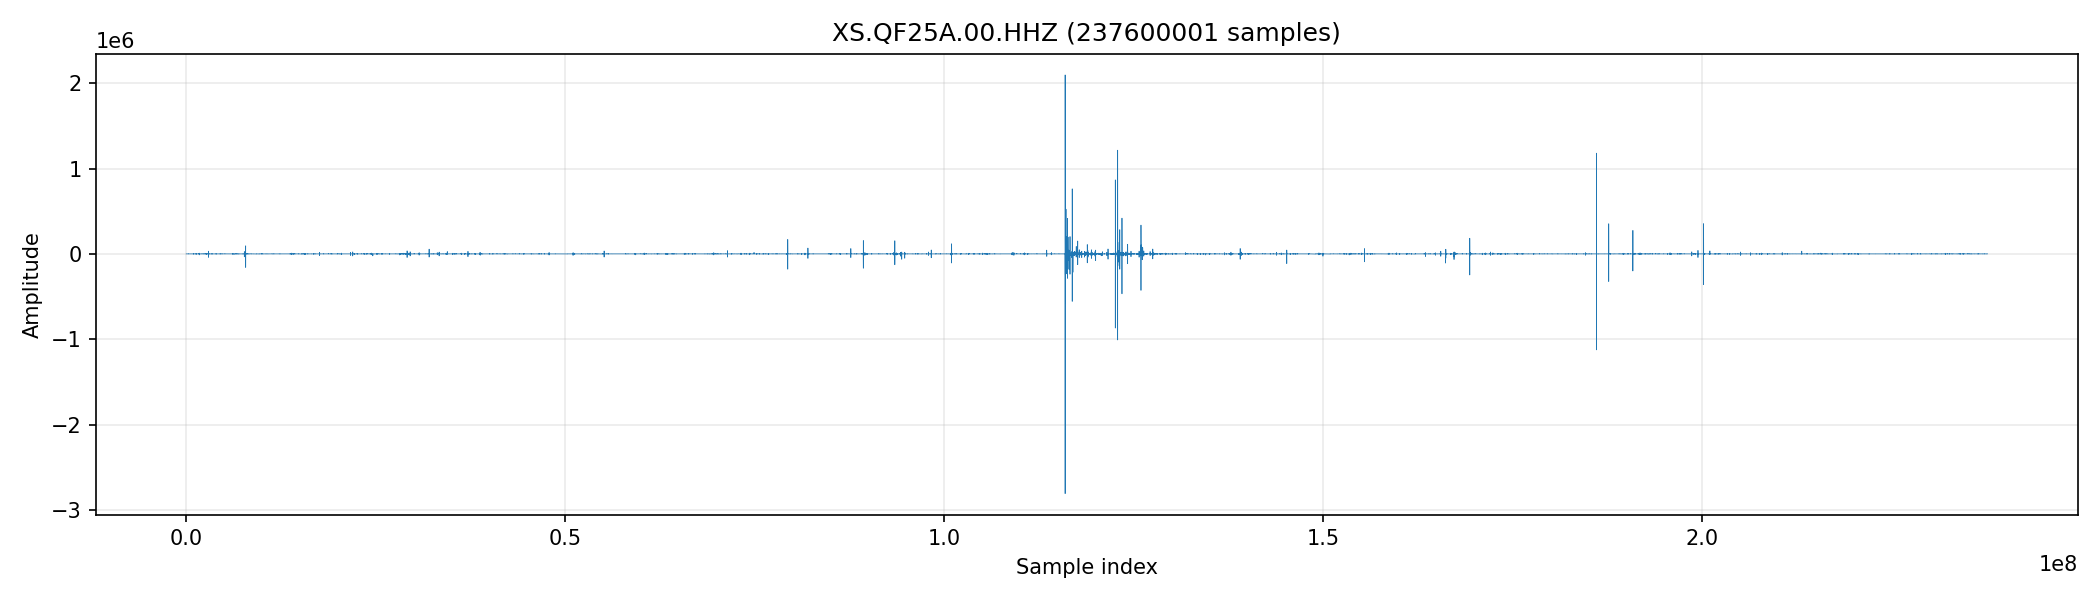 XS.QF25A.00.HHZ (237600001 samples)
1e6
2
1
0
−1
−2
−3
Amplitude
0.0 0.5 1.0 1.5 2.0
Sample index
1e8